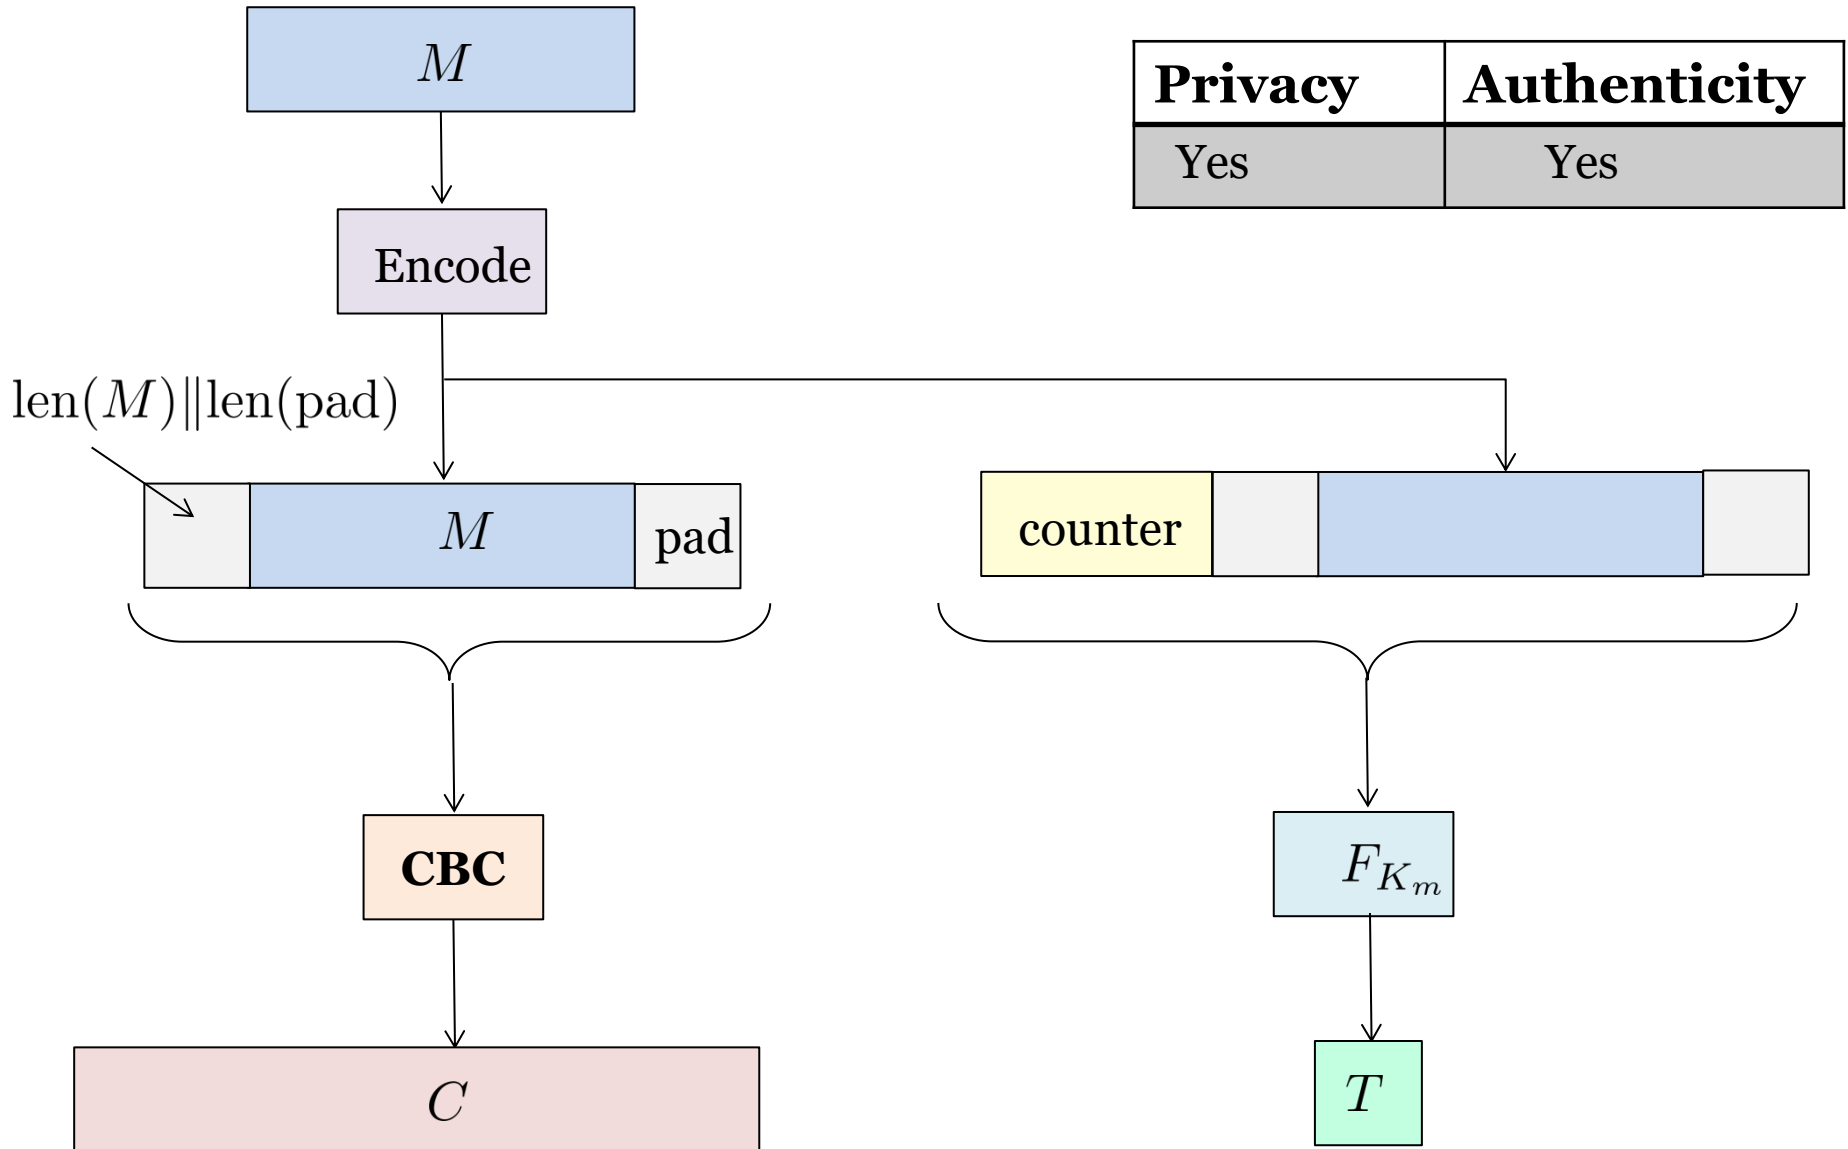 M
Privacy Authenticity
Yes Yes
Encode
len(M)∥len(pad)
M pad
counter
CBC
F_{K_m}
C
T